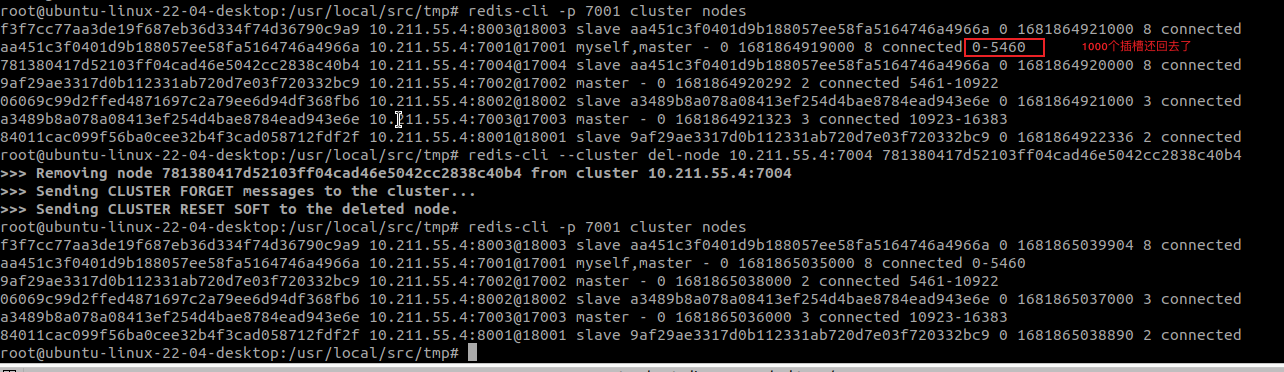 root@ubuntu-linux-22-04-desktop:/usr/local/src/tmp# redis-cli -p 7001 cluster nodes
f3f7cc77aa3de19f687eb36d334f74d36790c9a9 10.211.55.4:8003@18003 slave aa451c3f0401d9b188057ee58fa5164746a4966a 0 1681864921000 8 connected
aa451c3f0401d9b188057ee58fa5164746a4966a 10.211.55.4:7001@17001 myself,master - 0 1681864919000 8 connected 0-5460 1000个插槽还回去了
781380417d52103ff04cad46e5042cc2838c40b4 10.211.55.4:7004@17004 slave aa451c3f0401d9b188057ee58fa5164746a4966a 0 1681864920000 8 connected
9af29ae3317d0b112331ab720d7e03f720332bc9 10.211.55.4:7002@17002 master - 0 1681864920292 2 connected 5461-10922
06069c99d2ffed4871697c2a79ee6d94df368fb6 10.211.55.4:8002@18002 slave a3489b8a078a08413ef254d4bae8784ead943e6e 0 1681864921000 3 connected
a3489b8a078a08413ef254d4bae8784ead943e6e 10.211.55.4:7003@17003 master - 0 1681864921323 3 connected 10923-16383
84011cac099f56ba0cee32b4f3cad058712fdf2f 10.211.55.4:8001@18001 slave 9af29ae3317d0b112331ab720d7e03f720332bc9 0 1681864922336 2 connected
root@ubuntu-linux-22-04-desktop:/usr/local/src/tmp# redis-cli --cluster del-node 10.211.55.4:7004 781380417d52103ff04cad46e5042cc2838c40b4
>>> Removing node 781380417d52103ff04cad46e5042cc2838c40b4 from cluster 10.211.55.4:7004
>>> Sending CLUSTER FORGET messages to the cluster...
>>> Sending CLUSTER RESET SOFT to the deleted node.
root@ubuntu-linux-22-04-desktop:/usr/local/src/tmp# redis-cli -p 7001 cluster nodes
f3f7cc77aa3de19f687eb36d334f74d36790c9a9 10.211.55.4:8003@18003 slave aa451c3f0401d9b188057ee58fa5164746a4966a 0 1681865039904 8 connected
aa451c3f0401d9b188057ee58fa5164746a4966a 10.211.55.4:7001@17001 myself,master - 0 1681865035000 8 connected 0-5460
9af29ae3317d0b112331ab720d7e03f720332bc9 10.211.55.4:7002@17002 master - 0 1681865038000 2 connected 5461-10922
06069c99d2ffed4871697c2a79ee6d94df368fb6 10.211.55.4:8002@18002 slave a3489b8a078a08413ef254d4bae8784ead943e6e 0 1681865037000 3 connected
a3489b8a078a08413ef254d4bae8784ead943e6e 10.211.55.4:7003@17003 master - 0 1681865036000 3 connected 10923-16383
84011cac099f56ba0cee32b4f3cad058712fdf2f 10.211.55.4:8001@18001 slave 9af29ae3317d0b112331ab720d7e03f720332bc9 0 1681865038890 2 connected
root@ubuntu-linux-22-04-desktop:/usr/local/src/tmp#